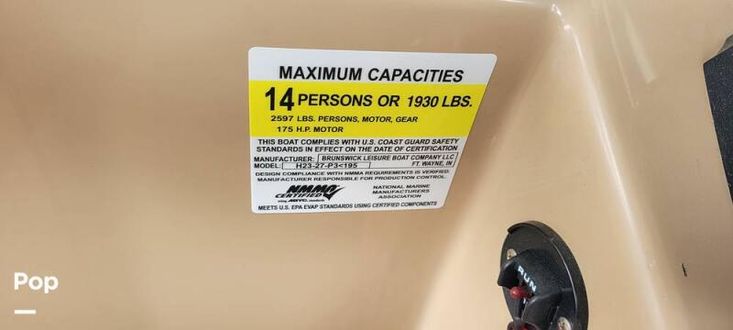 MAXIMUM CAPACITIES
14 PERSONS OR 1930 LBS.
2597 LBS. PERSONS, MOTOR, GEAR
175 H.P. MOTOR
THIS BOAT COMPLIES WITH U.S. COAST GUARD SAFETY
STANDARDS IN EFFECT ON THE DATE OF CERTIFICATION
MANUFACTURER: BRUNSWICK LEISURE BOAT COMPANY LLC
MODEL: H23-27-P3<195 FT. WAYNE, IN
DESIGN COMPLIANCE WITH NMMA REQUIREMENTS IS VERIFIED.
MANUFACTURER RESPONSIBLE FOR PRODUCTION CONTROL.
NMMA
CERTIFIED
using ABYC standards
NATIONAL MARINE
MANUFACTURERS
ASSOCIATION
MEETS U.S. EPA EVAP STANDARDS USING CERTIFIED COMPONENTS
RUN
Pop